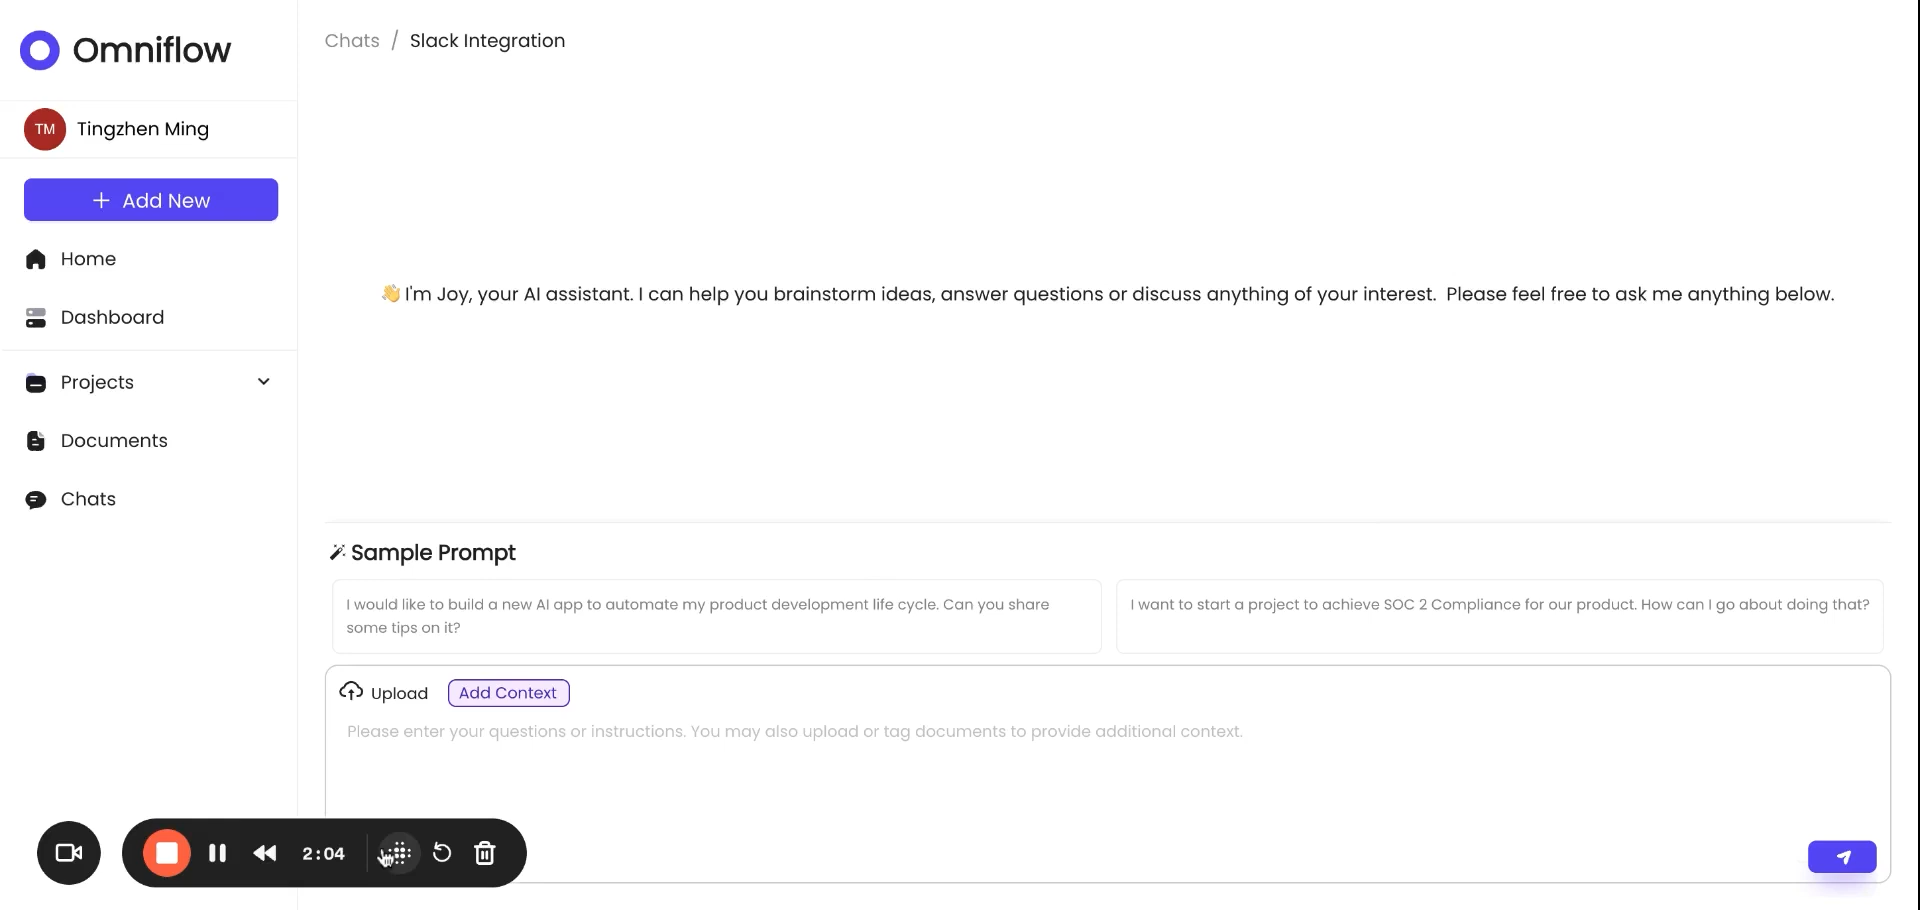 Omniflow
TM Tingzhen Ming
+ Add New
Home
Dashboard
Projects
Documents
Chats
Chats / Slack Integration
👋 I'm Joy, your AI assistant. I can help you brainstorm ideas, answer questions or discuss anything of your interest. Please feel free to ask me anything below.
Sample Prompt
I would like to build a new AI app to automate my product development life cycle. Can you share
some tips on it?
I want to start a project to achieve SOC 2 Compliance for our product. How can I go about doing that?
Upload Add Context
Please enter your questions or instructions. You may also upload or tag documents to provide additional context.
2:04